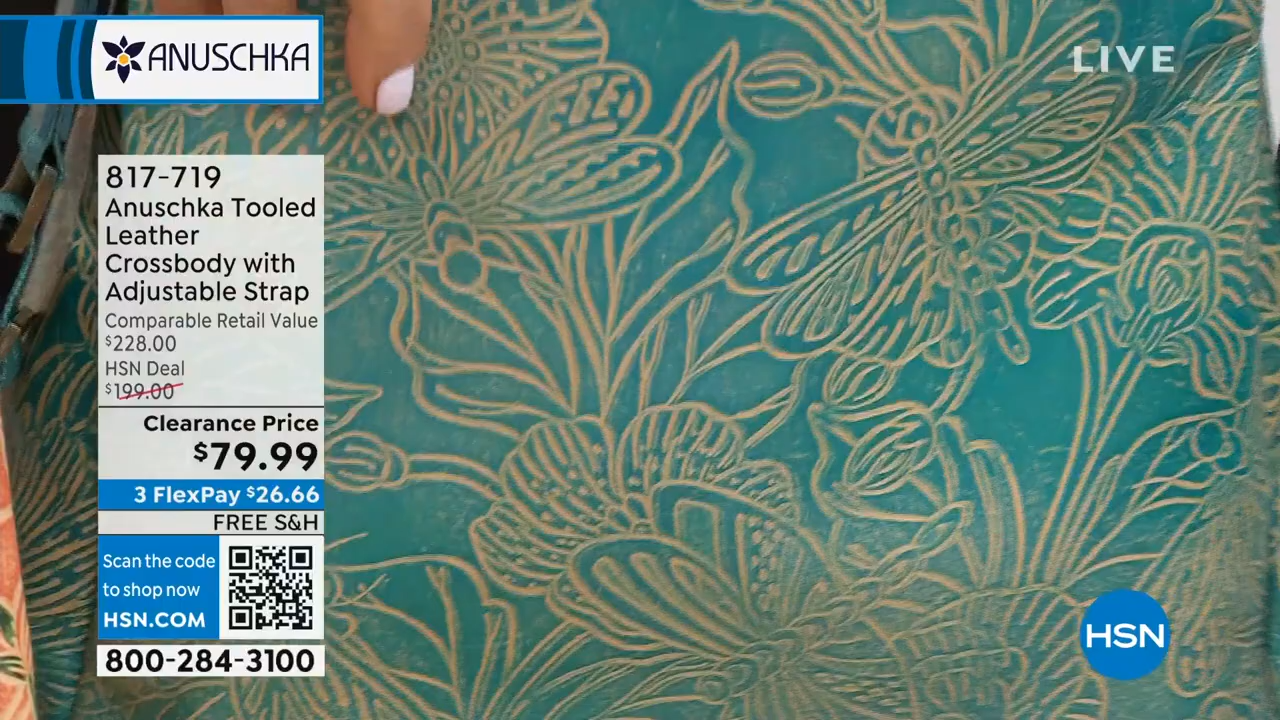 ANUSCHKA
LIVE
817-719
Anuschka Tooled
Leather
Crossbody with
Adjustable Strap
Comparable Retail Value
$228.00
HSN Deal
$199.00
Clearance Price
$79.99
3 FlexPay $26.66
FREE S&H
Scan the code
to shop now
HSN.COM
800-284-3100
HSN